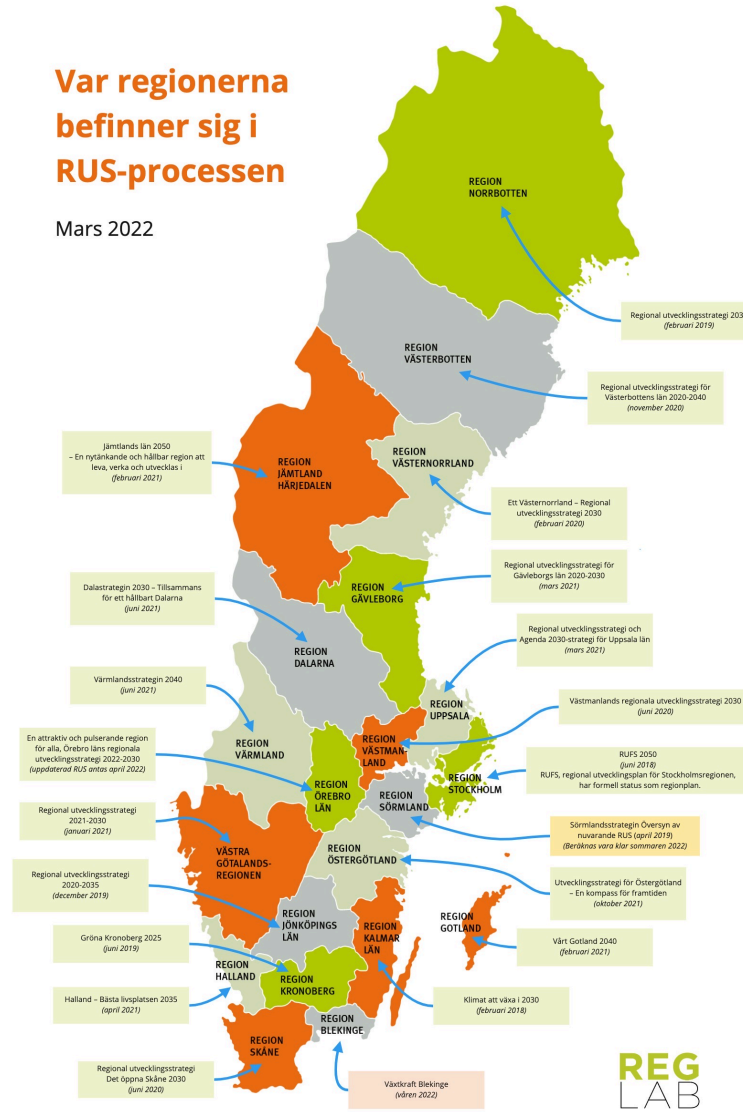 Var regionerna
befinner sig i
RUS-processen
Mars 2022
REGION
NORRBOTTEN
Regional utvecklingsstrategi 203
(februari 2019)
REGION
VÄSTERBOTTEN
Regional utvecklingsstrategi för
Västerbottens län 2020-2040
(november 2020)
Jämtlands län 2050
– En nytänkande och hållbar region att
leva, verka och utvecklas i
(februari 2021)
REGION
JÄMTLAND
HÄRJEDALEN
REGION
VÄSTERNORRLAND
Ett Västernorrland – Regional
utvecklingsstrategi 2030
(februari 2020)
Dalastrategin 2030 – Tillsammans
för ett hållbart Dalarna
(juni 2021)
REGION
GÄVLEBORG
Regional utvecklingsstrategi för
Gävleborgs län 2020-2030
(mars 2021)
REGION
DALARNA
Regional utvecklingsstrategi och
Agenda 2030-strategi för Uppsala län
(mars 2021)
Värmlandsstrategin 2040
(juni 2021)
REGION
UPPSALA
Västmanlands regionala utvecklingsstrategi 2030
(juni 2020)
En attraktiv och pulserande region
för alla, Örebro läns regionala
utvecklingsstrategi 2022-2030
(uppdaterad RUS antas april 2022)
REGION
VÄRMLAND
REGION
VÄSTMAN-
LAND
REGION
ÖREBRO
LÄN
REGION
STOCKHOLM
RUFS 2050
(juni 2018)
RUFS, regional utvecklingsplan för Stockholmsregionen,
har formell status som regionplan.
REGION
SÖRMLAND
Regional utvecklingsstrategi
2021-2030
(januari 2021)
Sörmlandsstrategin Översyn av
nuvarande RUS (april 2019)
(Beräknas vara klar sommaren 2022)
VÄSTRA
GÖTALANDS-
REGIONEN
REGION
ÖSTERGÖTLAND
Regional utvecklingsstrategi
2020-2035
(december 2019)
Utvecklingsstrategi för Östergötland
– En kompass för framtiden
(oktober 2021)
REGION
JÖNKÖPINGS
LÄN
REGION
KALMAR
LÄN
REGION
GOTLAND
Gröna Kronoberg 2025
(juni 2019)
Vårt Gotland 2040
(februari 2021)
REGION
HALLAND
REGION
KRONOBERG
Halland – Bästa livsplatsen 2035
(april 2021)
Klimat att växa i 2030
(februari 2018)
REGION
BLEKINGE
REGION
SKÅNE
Regional utvecklingsstrategi
Det öppna Skåne 2030
(juni 2020)
Växtkraft Blekinge
(våren 2022)
REG
LAB